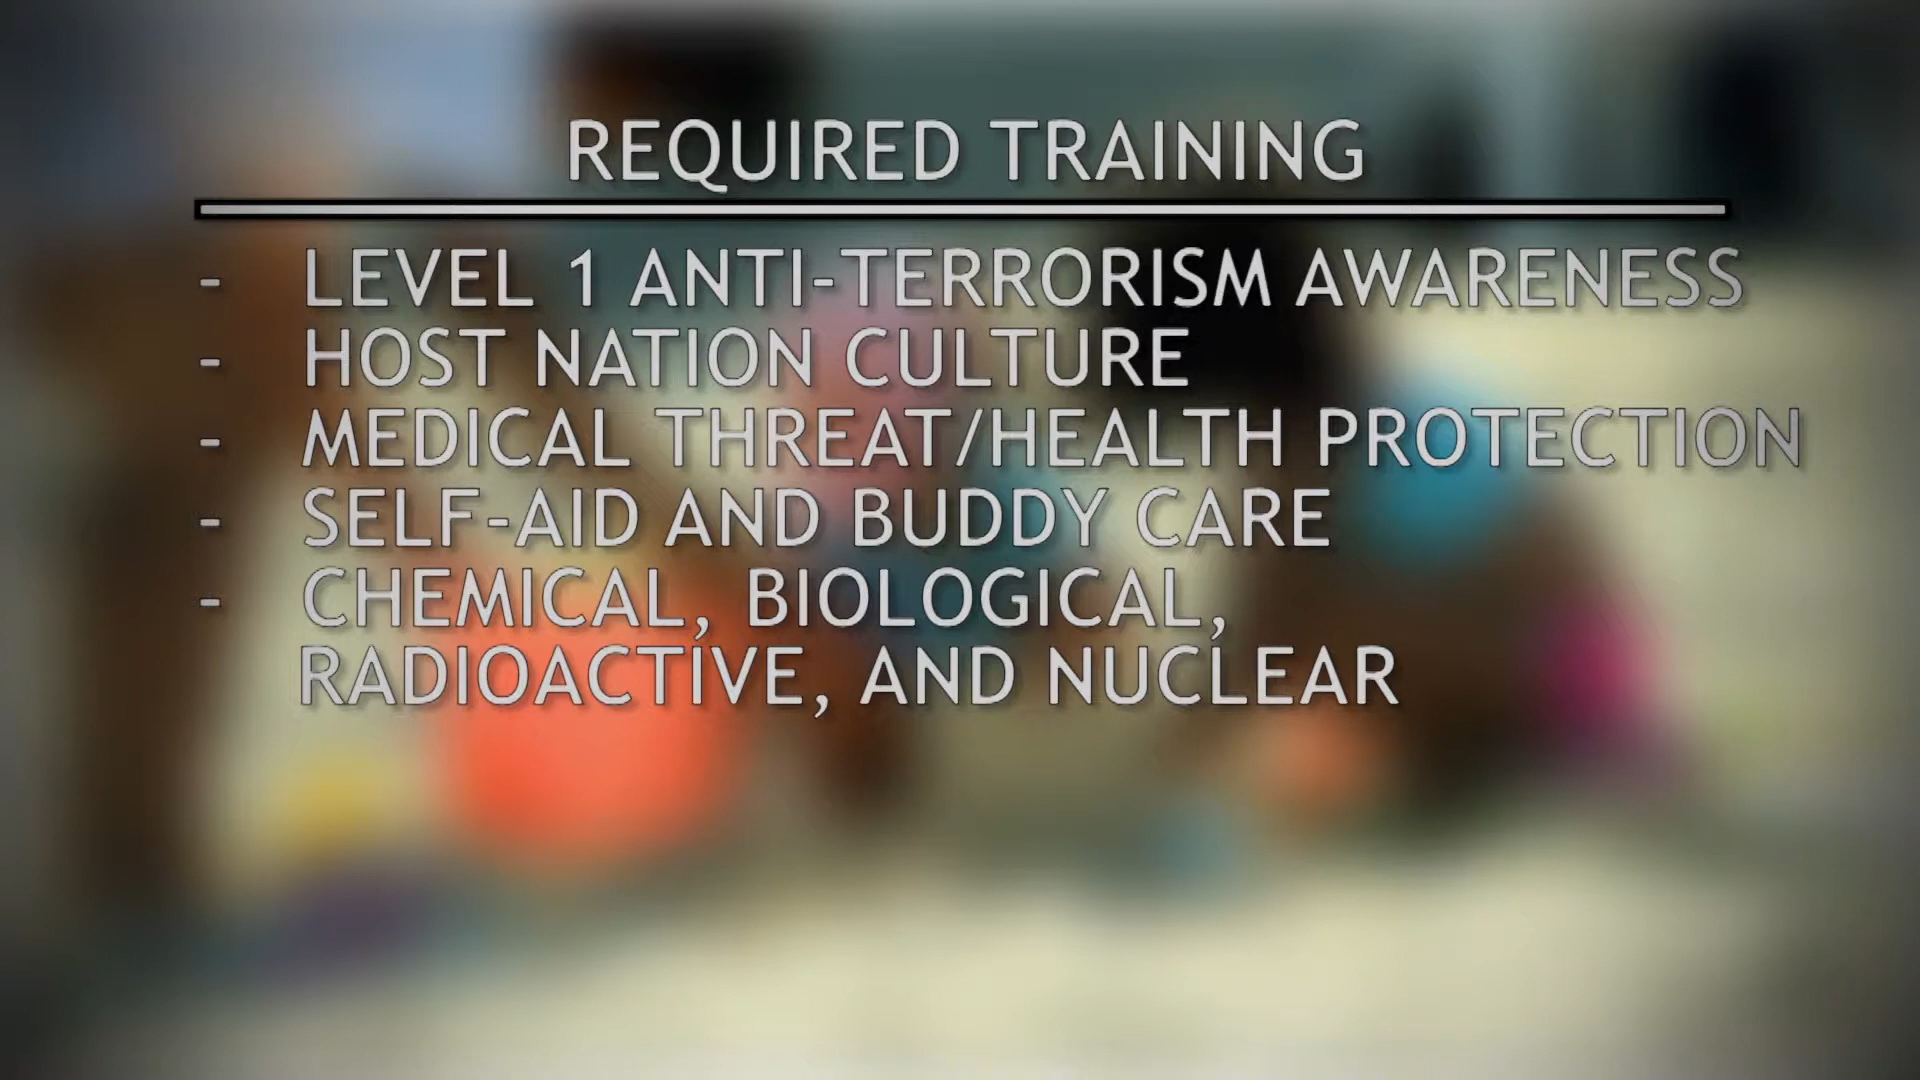 REQUIRED TRAINING
- LEVEL 1 ANTI-TERRORISM AWARENESS
- HOST NATION CULTURE
- MEDICAL THREAT/HEALTH PROTECTION
- SELF-AID AND BUDDY CARE
- CHEMICAL, BIOLOGICAL,
RADIOACTIVE, AND NUCLEAR